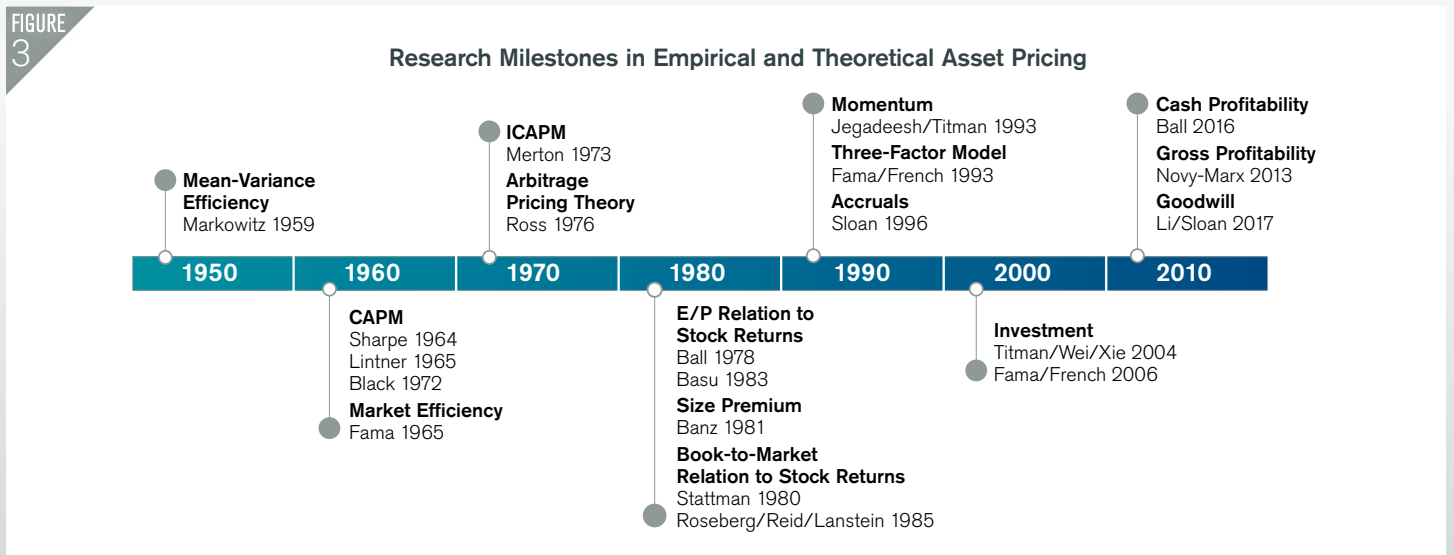 FIGURE
3
Research Milestones in Empirical and Theoretical Asset Pricing
Mean-Variance
Efficiency
Markowitz 1959
ICAPM
Merton 1973
Arbitrage
Pricing Theory
Ross 1976
Momentum
Jegadeesh/Titman 1993
Three-Factor Model
Fama/French 1993
Accruals
Sloan 1996
Cash Profitability
Ball 2016
Gross Profitability
Novy-Marx 2013
Goodwill
Li/Sloan 2017
1950
1960
1970
1980
1990
2000
2010
CAPM
Sharpe 1964
Lintner 1965
Black 1972
Market Efficiency
Fama 1965
E/P Relation to
Stock Returns
Ball 1978
Basu 1983
Size Premium
Banz 1981
Book-to-Market
Relation to Stock Returns
Stattman 1980
Roseberg/Reid/Lanstein 1985
Investment
Titman/Wei/Xie 2004
Fama/French 2006